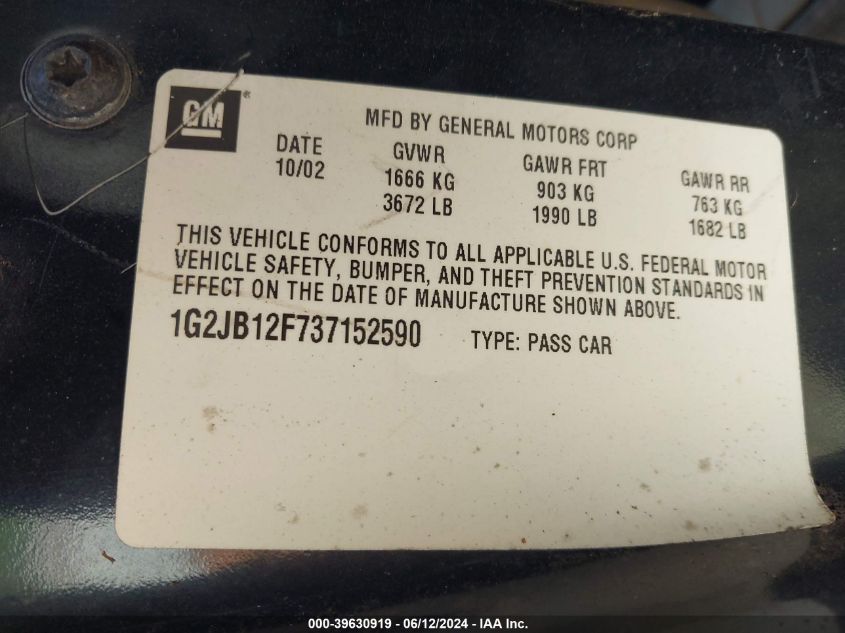 GM ®
MFD BY GENERAL MOTORS CORP
DATE GVWR GAWR FRT GAWR RR
10/02 1666 KG 903 KG 763 KG
3672 LB 1990 LB 1682 LB
THIS VEHICLE CONFORMS TO ALL APPLICABLE U.S. FEDERAL MOTOR
VEHICLE SAFETY, BUMPER, AND THEFT PREVENTION STANDARDS IN
EFFECT ON THE DATE OF MANUFACTURE SHOWN ABOVE.
1G2JB12F737152590 TYPE: PASS CAR
000-39630919 - 06/12/2024 - IAA Inc.